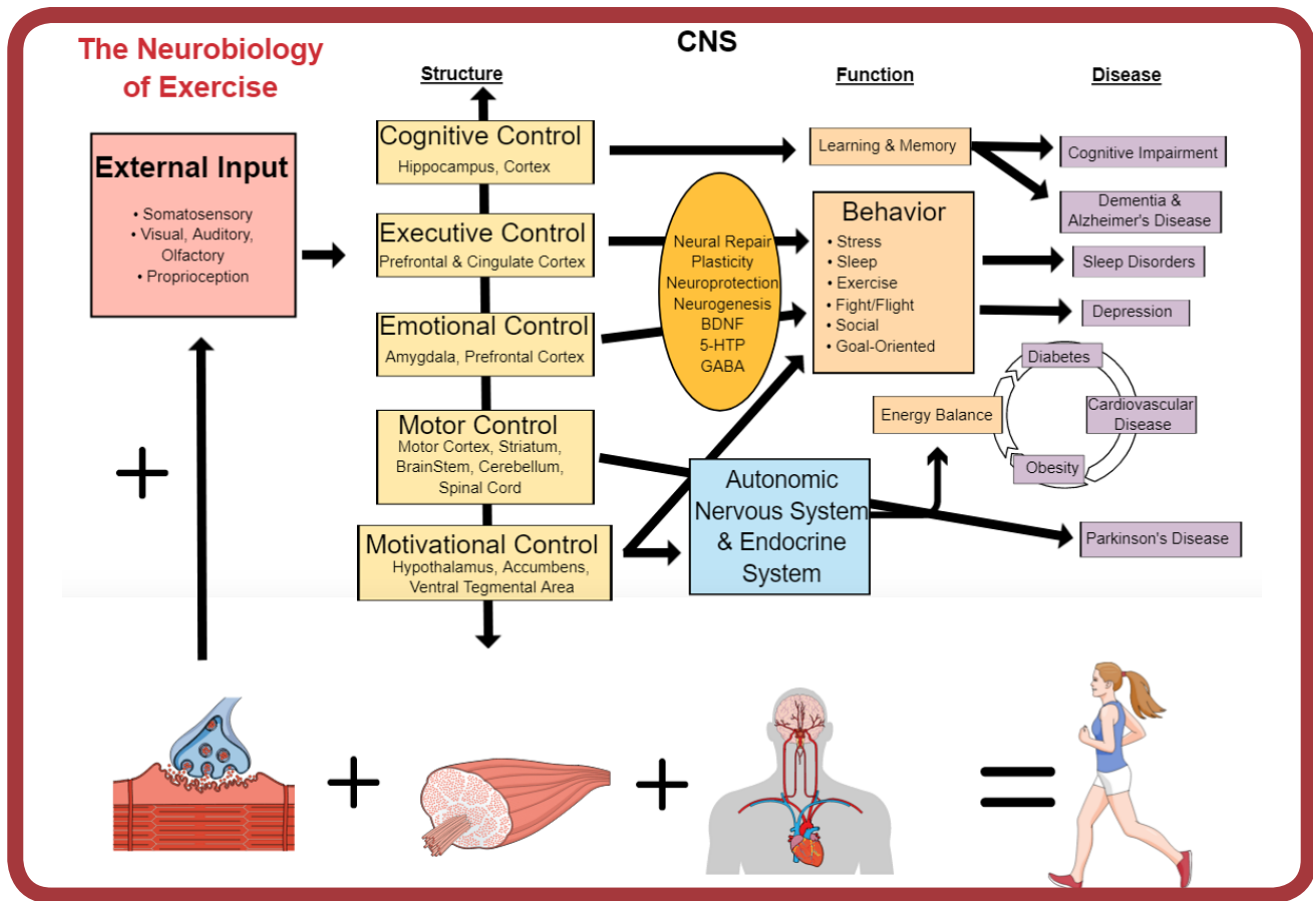 The Neurobiology
of Exercise
CNS
Structure
Function
Disease
External Input
• Somatosensory
• Visual, Auditory,
Olfactory
• Proprioception
Cognitive Control
Hippocampus, Cortex
Executive Control
Prefrontal & Cingulate Cortex
Emotional Control
Amygdala, Prefrontal Cortex
Motor Control
Motor Cortex, Striatum,
BrainStem, Cerebellum,
Spinal Cord
Motivational Control
Hypothalamus, Accumbens,
Ventral Tegmental Area
Neural Repair
Plasticity
Neuroprotection
Neurogenesis
BDNF
5-HTP
GABA
Autonomic
Nervous System
& Endocrine
System
Learning & Memory
Behavior
• Stress
• Sleep
• Exercise
• Fight/Flight
• Social
• Goal-Oriented
Energy Balance
Cognitive Impairment
Dementia &
Alzheimer's Disease
Sleep Disorders
Depression
Diabetes
Cardiovascular
Disease
Obesity
Parkinson's Disease
+
+
+
=